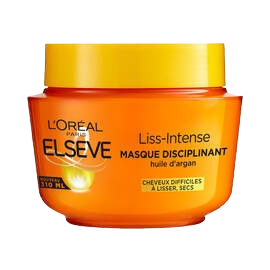 L'ORÉAL
PARIS
ELSEVE
Liss-Intense
MASQUE DISCIPLINANT
huile d'argan
CHEVEUX DIFFICILES
À LISSER, SECS
NOUVEAU
310 ML